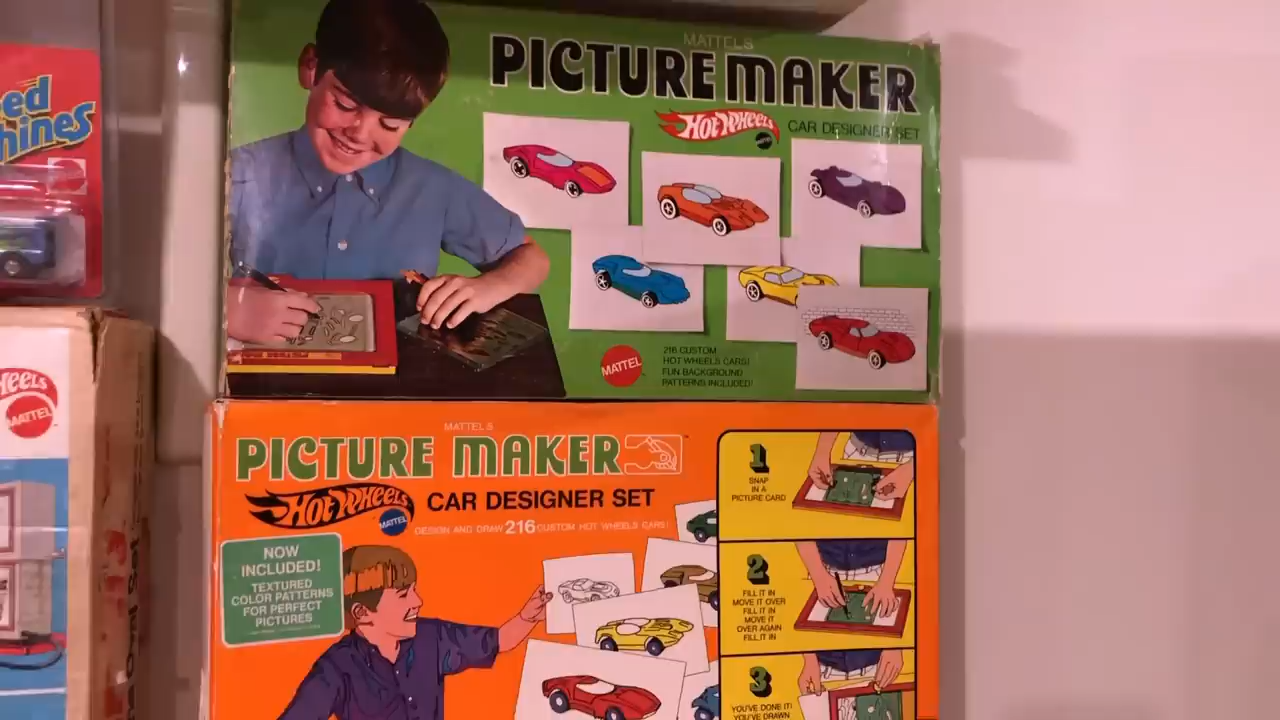 ed
hines
Heels
MATTEL
MATTEL'S
PICTURE MAKER
HOT WHEELS
CAR DESIGNER SET
MATTEL
216 CUSTOM
HOT WHEELS CARS!
FUN BACKGROUND
PATTERNS INCLUDED!
MATTEL'S
PICTURE MAKER
HOT WHEELS
MATTEL
CAR DESIGNER SET
DESIGN AND DRAW 216 CUSTOM HOT WHEELS CARS!
NOW
INCLUDED!
TEXTURED
COLOR PATTERNS
FOR PERFECT
PICTURES
1
SNAP
IN A
PICTURE CARD
2
FILL IT IN
MOVE IT OVER
FILL IT IN
MOVE IT
OVER AGAIN
FILL IT IN
3
YOU'VE DONE IT!
YOU'VE DRAWN